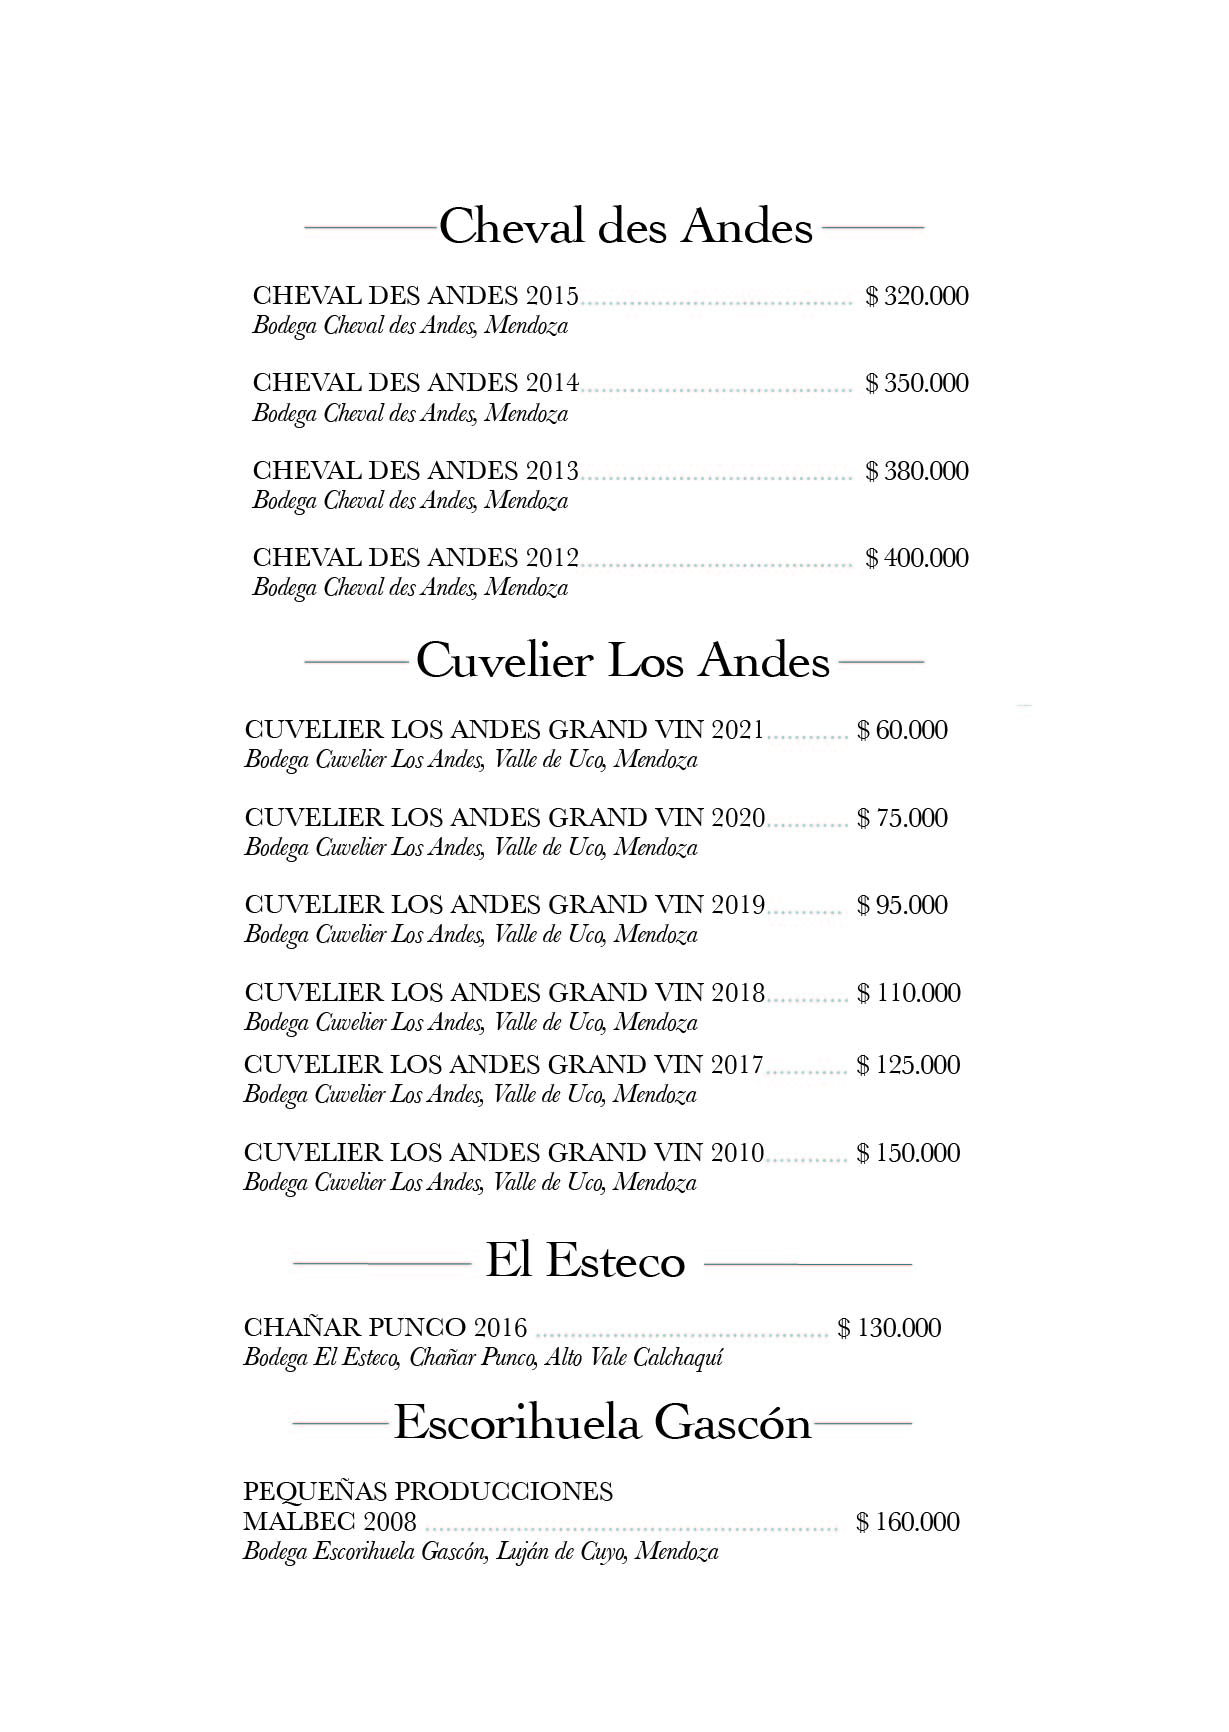 Cheval des Andes
CHEVAL DES ANDES 2015 $ 320.000
Bodega Cheval des Andes, Mendoza
CHEVAL DES ANDES 2014 $ 350.000
Bodega Cheval des Andes, Mendoza
CHEVAL DES ANDES 2013 $ 380.000
Bodega Cheval des Andes, Mendoza
CHEVAL DES ANDES 2012 $ 400.000
Bodega Cheval des Andes, Mendoza
Cuvelier Los Andes
CUVELIER LOS ANDES GRAND VIN 2021 $ 60.000
Bodega Cuvelier Los Andes, Valle de Uco, Mendoza
CUVELIER LOS ANDES GRAND VIN 2020 $ 75.000
Bodega Cuvelier Los Andes, Valle de Uco, Mendoza
CUVELIER LOS ANDES GRAND VIN 2019 $ 95.000
Bodega Cuvelier Los Andes, Valle de Uco, Mendoza
CUVELIER LOS ANDES GRAND VIN 2018 $ 110.000
Bodega Cuvelier Los Andes, Valle de Uco, Mendoza
CUVELIER LOS ANDES GRAND VIN 2017 $ 125.000
Bodega Cuvelier Los Andes, Valle de Uco, Mendoza
CUVELIER LOS ANDES GRAND VIN 2010 $ 150.000
Bodega Cuvelier Los Andes, Valle de Uco, Mendoza
El Esteco
CHAÑAR PUNCO 2016 $ 130.000
Bodega El Esteco, Chañar Punco, Alto Vale Calchaquí
Escorihuela Gascón
PEQUEÑAS PRODUCCIONES
MALBEC 2008 $ 160.000
Bodega Escorihuela Gascón, Luján de Cuyo, Mendoza